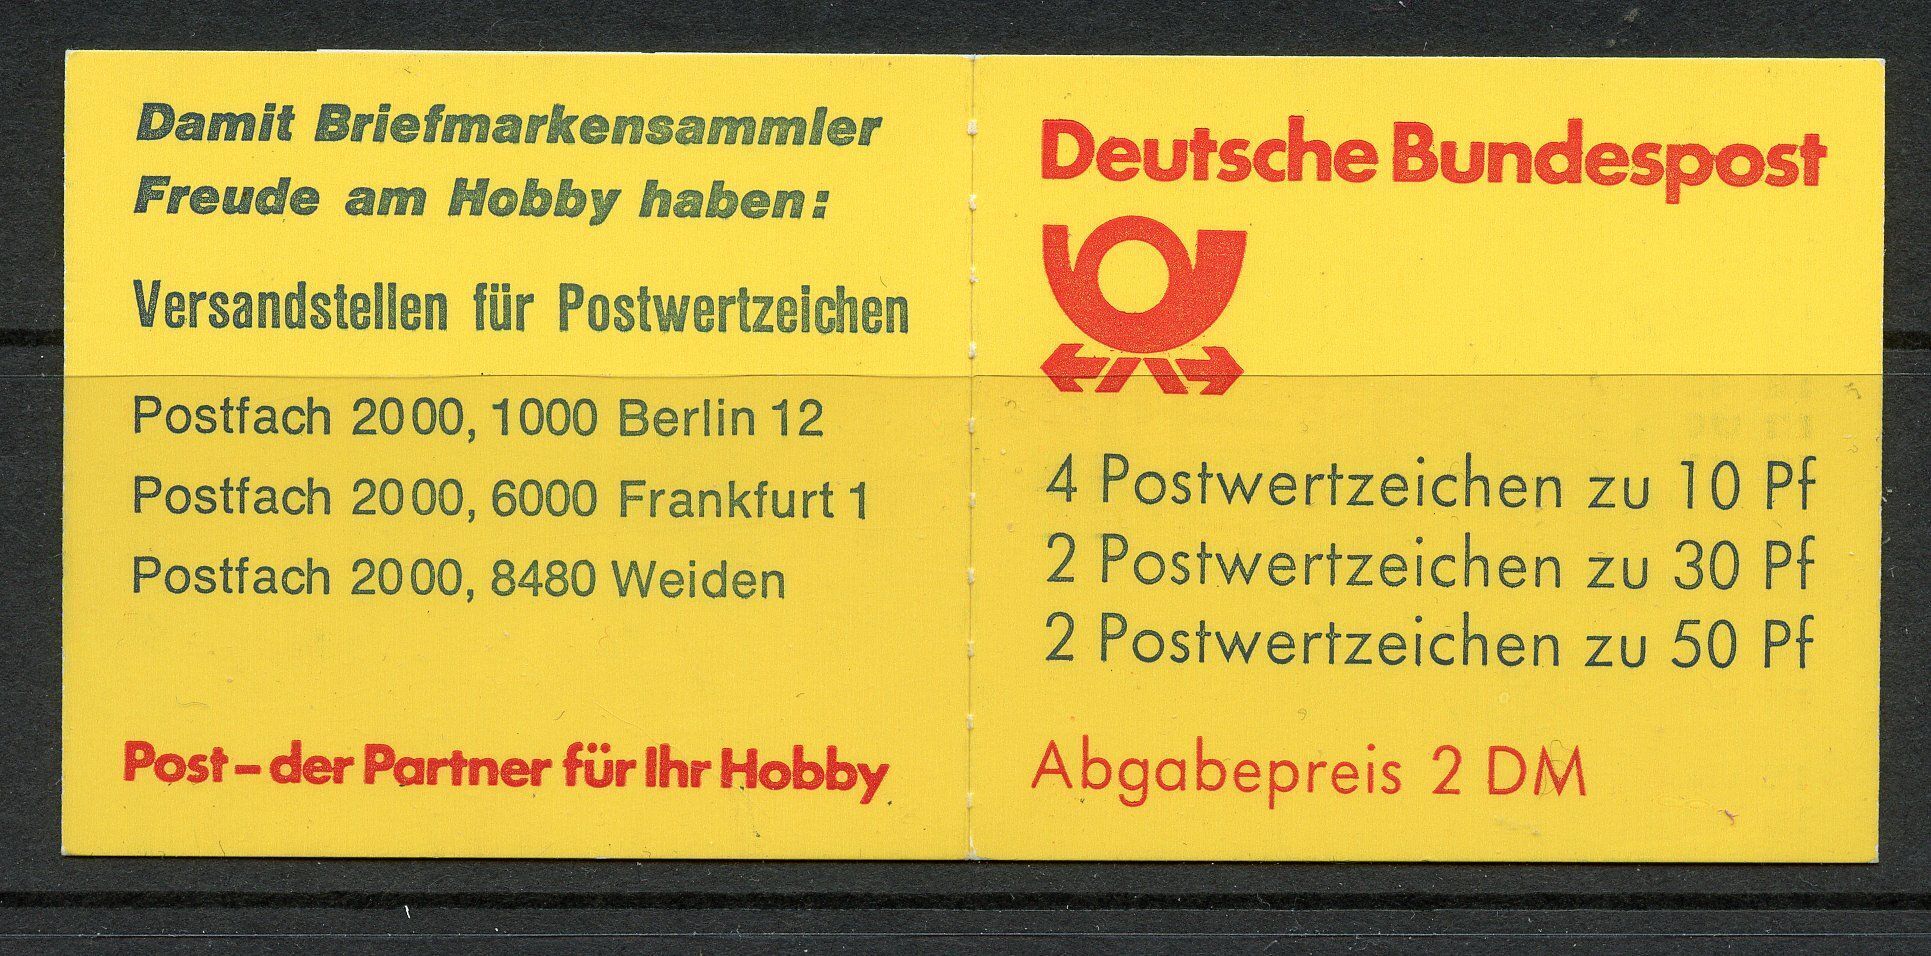 Damit Briefmarkensammler
Freude am Hobby haben:
Versandstellen für Postwertzeichen
Postfach 2000, 1000 Berlin 12
Postfach 2000, 6000 Frankfurt 1
Postfach 2000, 8480 Weiden
Post – der Partner für Ihr Hobby
Deutsche Bundespost
4 Postwertzeichen zu 10 Pf
2 Postwertzeichen zu 30 Pf
2 Postwertzeichen zu 50 Pf
Abgabepreis 2 DM